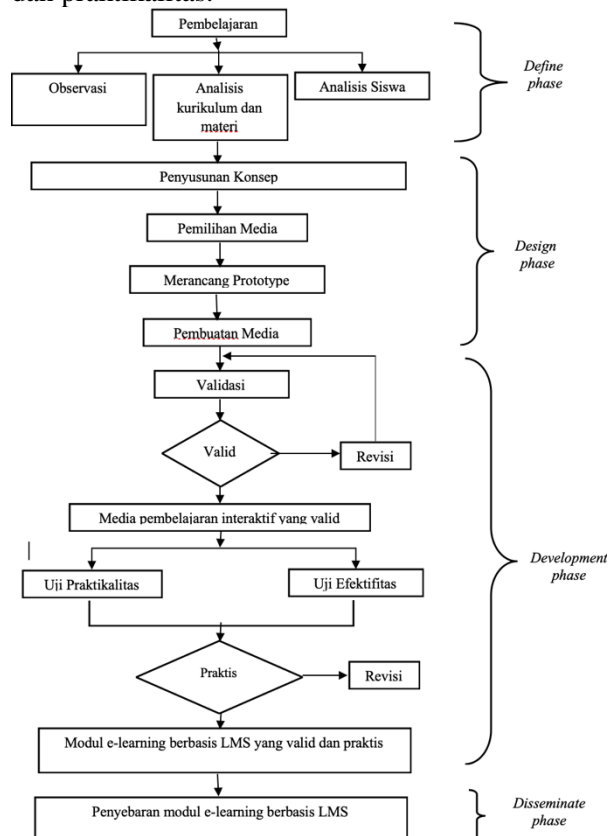 dan praktikalitas.
Pembelajaran
Observasi
Analisis
kurikulum dan
materi
Analisis Siswa
Define
phase
Penyusunan Konsep
Pemilihan Media
Merancang Prototype
Pembuatan Media
Design
phase
Validasi
Valid
Revisi
Media pembelajaran interaktif yang valid
Uji Praktikalitas
Uji Efektifitas
Praktis
Revisi
Modul e-learning berbasis LMS yang valid dan praktis
Development
phase
Penyebaran modul e-learning berbasis LMS
Disseminate
phase